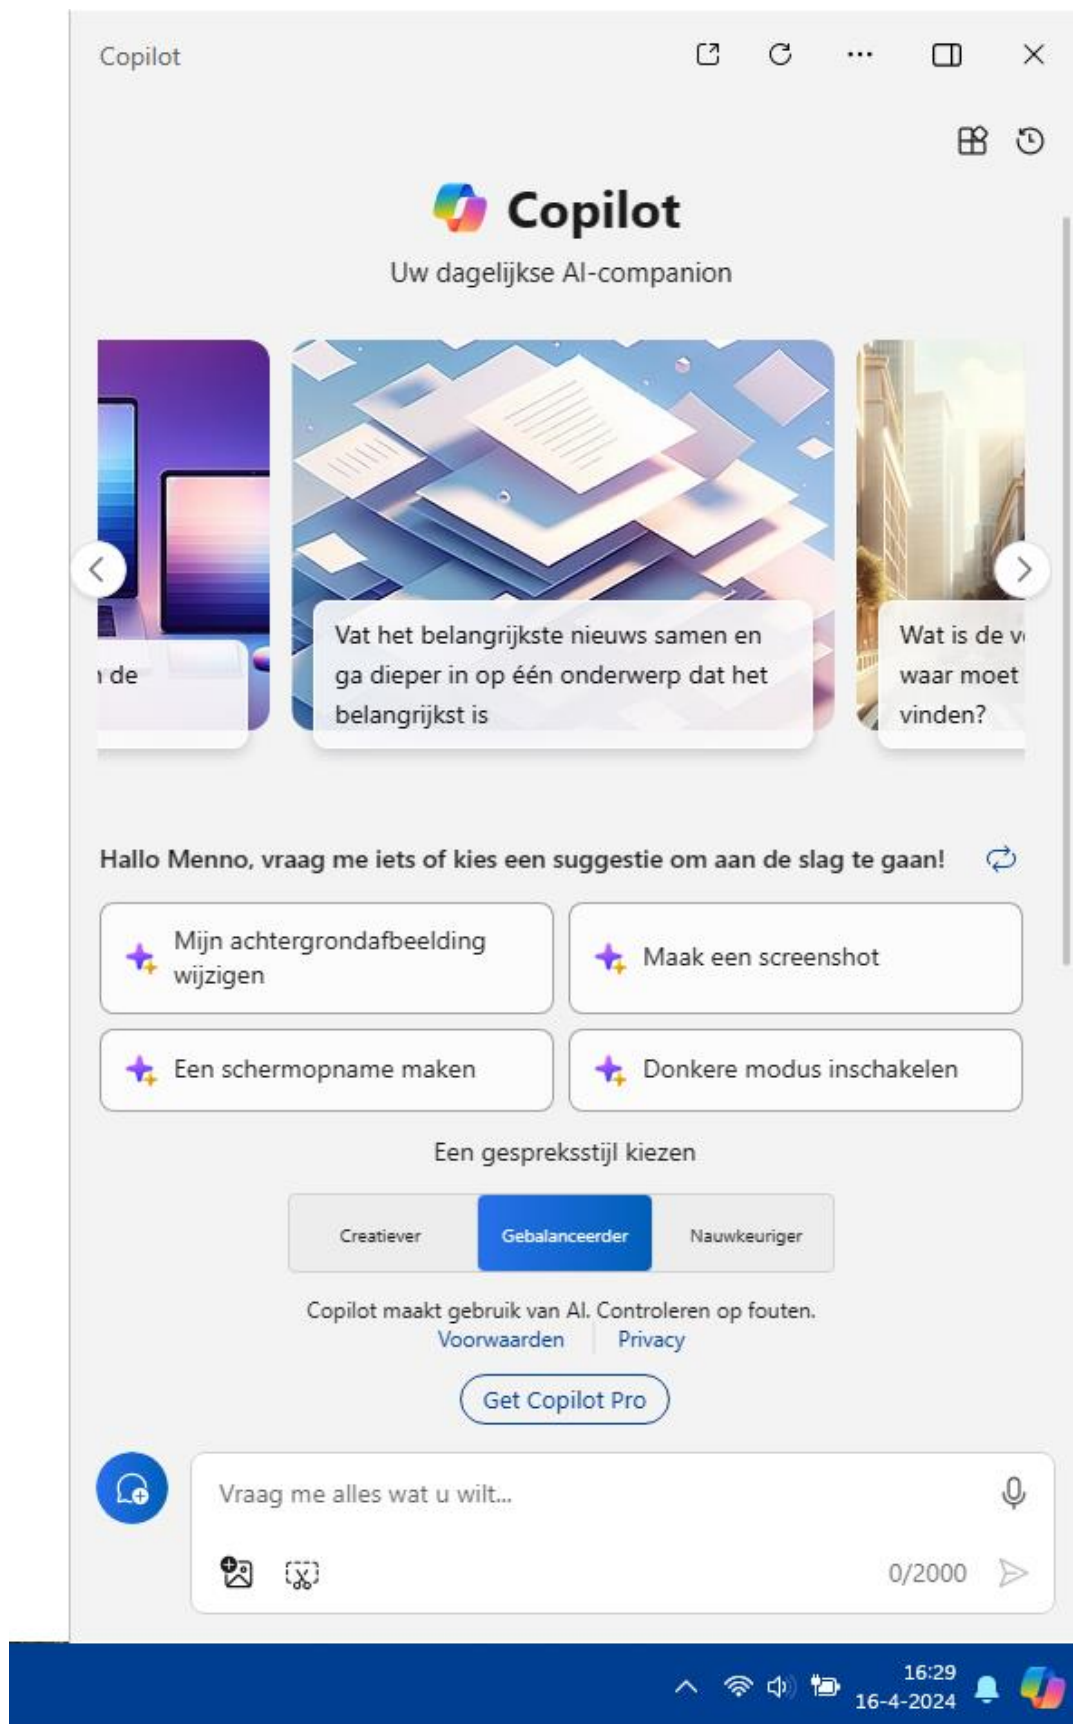 Copilot
Copilot
Uw dagelijkse AI-companion
de
Vat het belangrijkste nieuws samen en
ga dieper in op één onderwerp dat het
belangrijkst is
Wat is de
waar moet
vinden?
Hallo Menno, vraag me iets of kies een suggestie om aan de slag te gaan!
Mijn achtergrondafbeelding
wijzigen
Maak een screenshot
Een schermopname maken
Donkere modus inschakelen
Een gespreksstijl kiezen
Creatiever
Gebalanceerder
Nauwkeuriger
Copilot maakt gebruik van AI. Controleren op fouten.
Voorwaarden
Privacy
Get Copilot Pro
Vraag me alles wat u wilt...
0/2000
16:29
16-4-2024